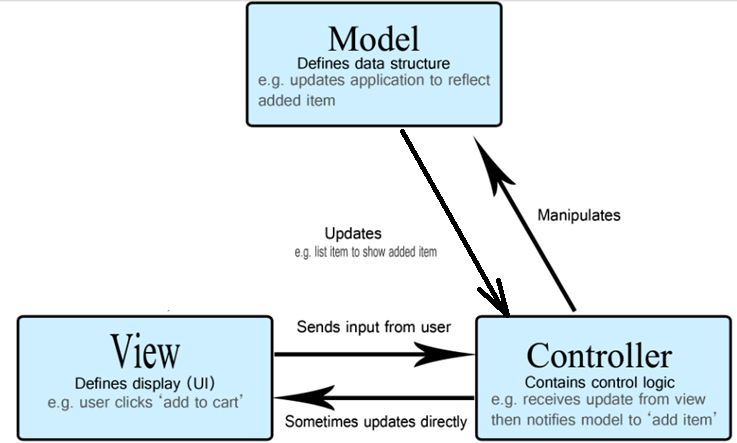 Model
Defines data structure
e.g. updates application to reflect
added item
Manipulates
Updates
e.g. list item to show added item
View
Defines display (UI)
e.g. user clicks ‘add to cart’
Sends input from user
Sometimes updates directly
Controller
Contains control logic
e.g. receives update from view
then notifies model to ‘add item’